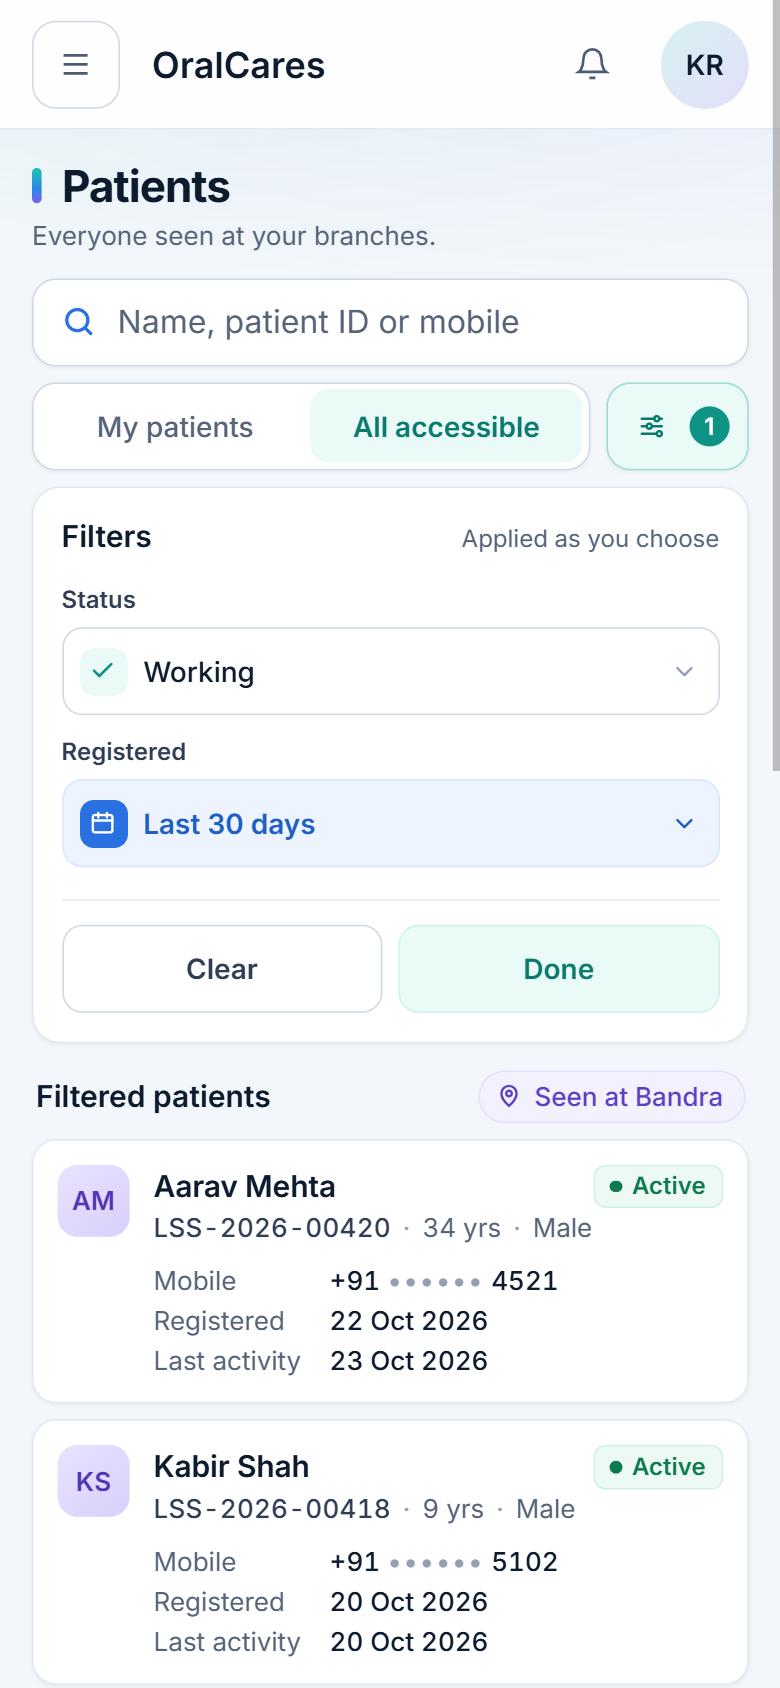 OralCares
KR
Patients
Everyone seen at your branches.
Name, patient ID or mobile
My patients
All accessible
1
Filters
Applied as you choose
Status
Working
Registered
Last 30 days
Clear
Done
Filtered patients
Seen at Bandra
AM
Aarav Mehta
Active
LSS-2026-00420 · 34 yrs · Male
Mobile +91 •••••• 4521
Registered 22 Oct 2026
Last activity 23 Oct 2026
KS
Kabir Shah
Active
LSS-2026-00418 · 9 yrs · Male
Mobile +91 •••••• 5102
Registered 20 Oct 2026
Last activity 20 Oct 2026